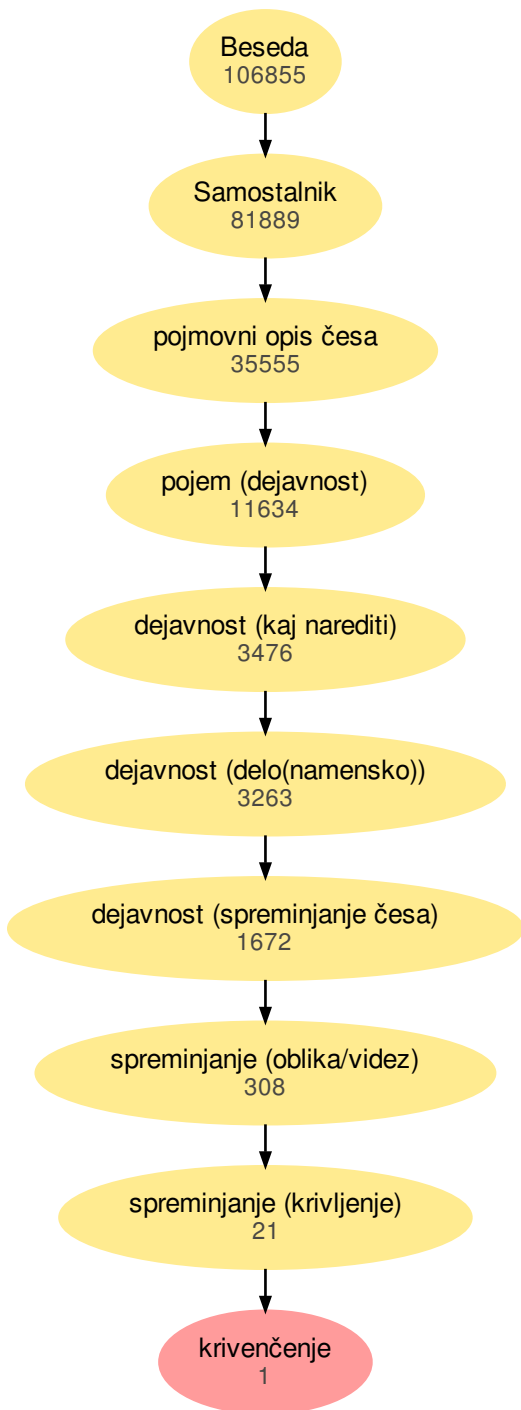 Beseda
106855
Samostalnik
81889
pojmovni opis česa
35555
pojem (dejavnost)
11634
dejavnost (kaj narediti)
3476
dejavnost (delo(namensko))
3263
dejavnost (spreminjanje česa)
1672
spreminjanje (oblika/videz)
308
spreminjanje (krivljenje)
21
krivenčenje
1